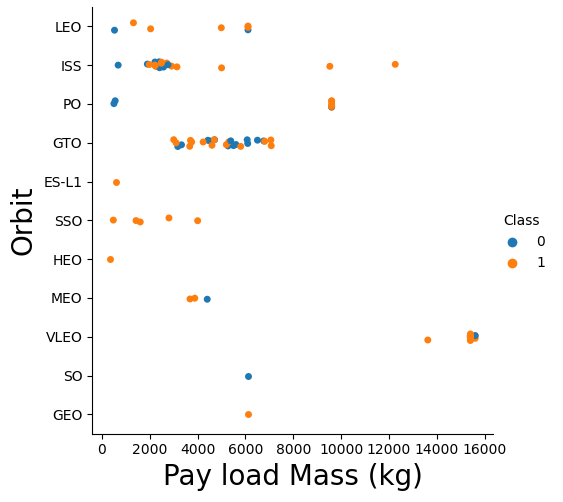 LEO
ISS
PO
GTO
ES-L1
SSO
HEO
MEO
VLEO
SO
GEO
Orbit
0 2000 4000 6000 8000 10000 12000 14000 16000
Pay load Mass (kg)
Class
0
1